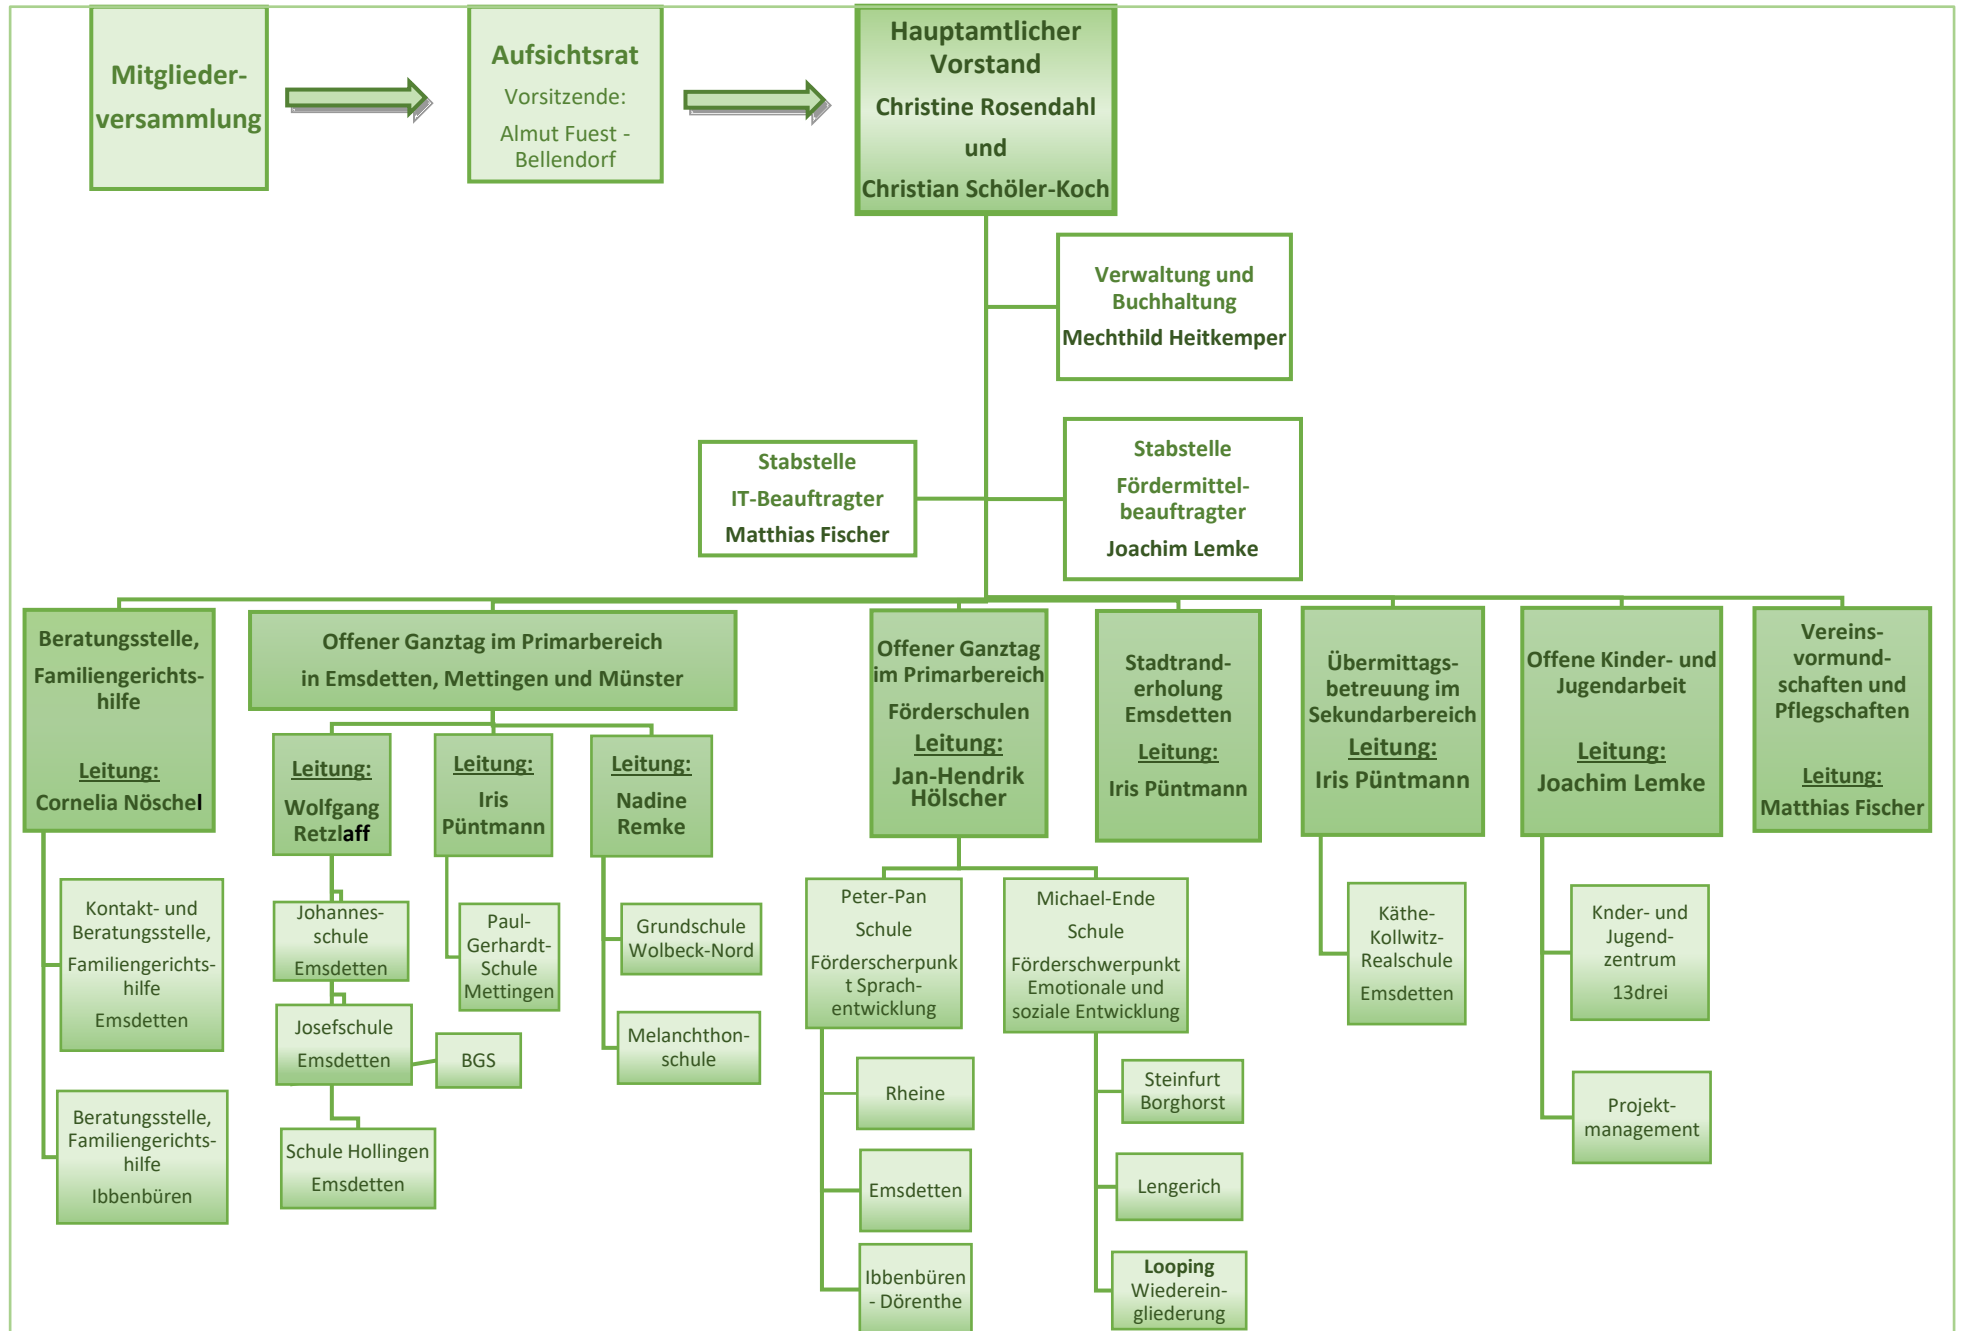 Mitglieder-
versammlung
Aufsichtsrat
Vorsitzende:
Almut Fuest -
Bellendorf
Hauptamtlicher
Vorstand
Christine Rosendahl
und
Christian Schöler-Koch
Verwaltung und
Buchhaltung
Mechthild Heitkemper
Stabstelle
IT-Beauftragter
Matthias Fischer
Stabstelle
Fördermittel-
beauftragter
Joachim Lemke
Beratungsstelle,
Familiengerichts-
hilfe
Leitung:
Cornelia Nöschel
Kontakt- und
Beratungsstelle,
Familiengerichts-
hilfe
Emsdetten
Beratungsstelle,
Familiengerichts-
hilfe
Ibbenbüren
Offener Ganztag im Primarbereich
in Emsdetten, Mettingen und Münster
Leitung:
Wolfgang
Retzlaff
Johannes-
schule
Emsdetten
Josefschule
Emsdetten
BGS
Schule Hollingen
Emsdetten
Leitung:
Iris
Püntmann
Paul-
Gerhardt-
Schule
Mettingen
Leitung:
Nadine
Remke
Grundschule
Wolbeck-Nord
Melanchthon-
schule
Offener Ganztag
im Primarbereich
Förderschulen
Leitung:
Jan-Hendrik
Hölscher
Peter-Pan
Schule
Förderscherpunk
t Sprach-
entwicklung
Rheine
Emsdetten
Ibbenbüren
- Dörenthe
Michael-Ende
Schule
Förderschwerpunkt
Emotionale und
soziale Entwicklung
Steinfurt
Borghorst
Lengerich
Looping
Wiederein-
gliederung
Stadtrand-
erholung
Emsdetten
Leitung:
Iris Püntmann
Übermittags-
betreuung im
Sekundarbereich
Leitung:
Iris Püntmann
Käthe-
Kollwitz-
Realschule
Emsdetten
Offene Kinder- und
Jugendarbeit
Leitung:
Joachim Lemke
Knder- und
Jugend-
zentrum
13drei
Projekt-
management
Vereins-
vormund-
schaften und
Pflegschaften
Leitung:
Matthias Fischer